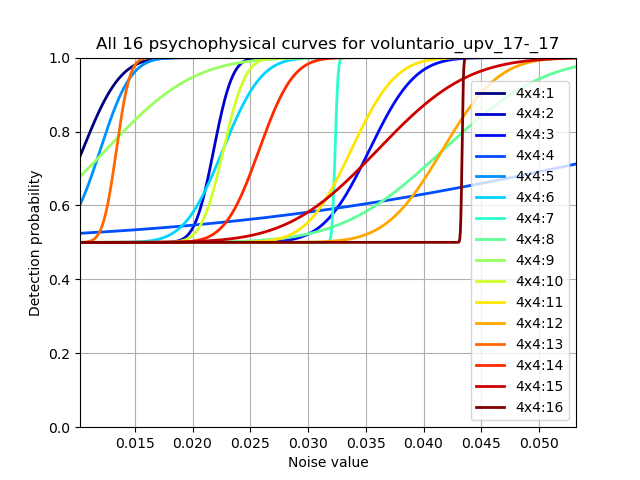 All 16 psychophysical curves for voluntario_upv_17-_17
Detection probability
1.0
0.8
0.6
0.4
0.2
0.0
0.015 0.020 0.025 0.030 0.035 0.040 0.045 0.050
Noise value
4x4:1
4x4:2
4x4:3
4x4:4
4x4:5
4x4:6
4x4:7
4x4:8
4x4:9
4x4:10
4x4:11
4x4:12
4x4:13
4x4:14
4x4:15
4x4:16